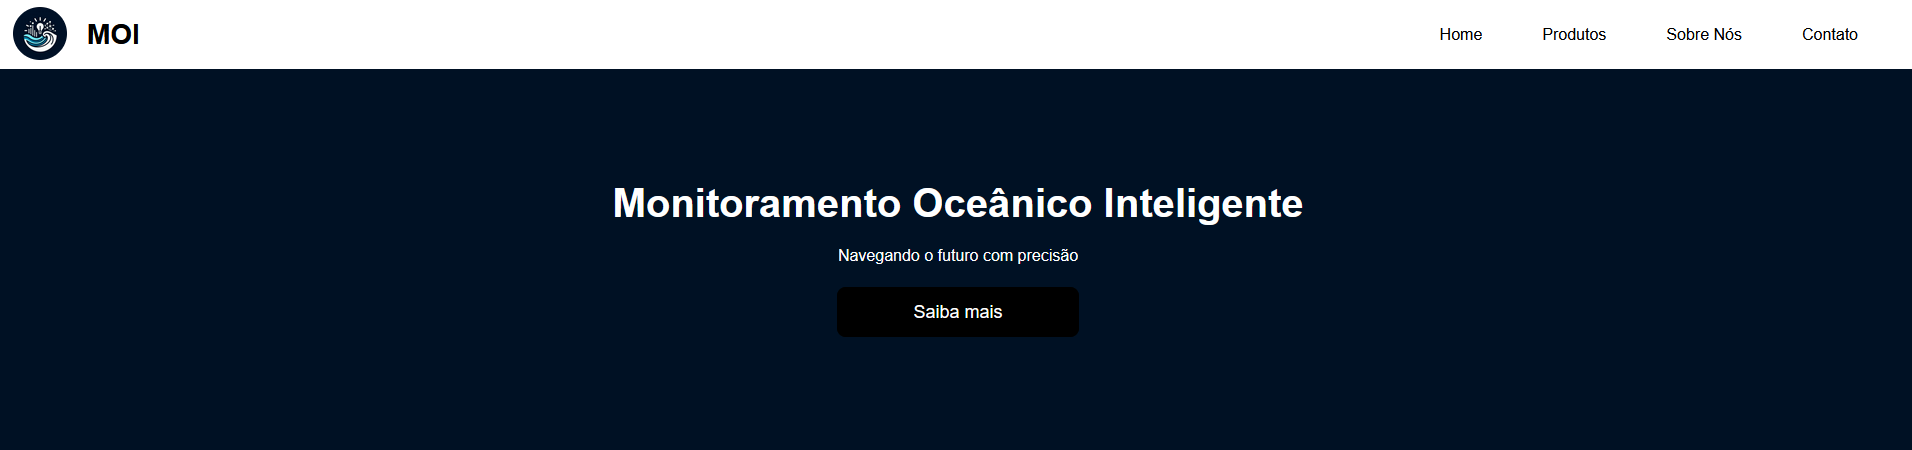 MOI
Home Produtos Sobre Nós Contato
Monitoramento Oceânico Inteligente
Navegando o futuro com precisão
Saiba mais